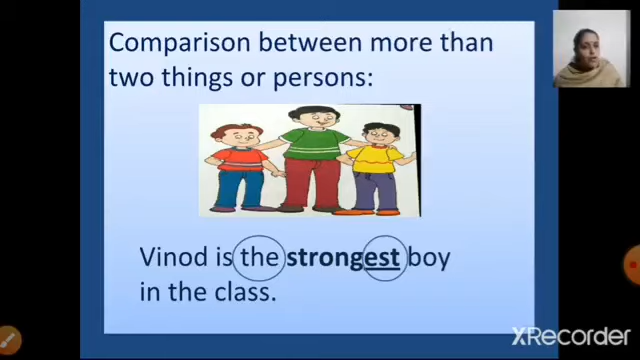 Comparison between more than
two things or persons:
Vinod is the strongest boy
in the class.
XRecorder